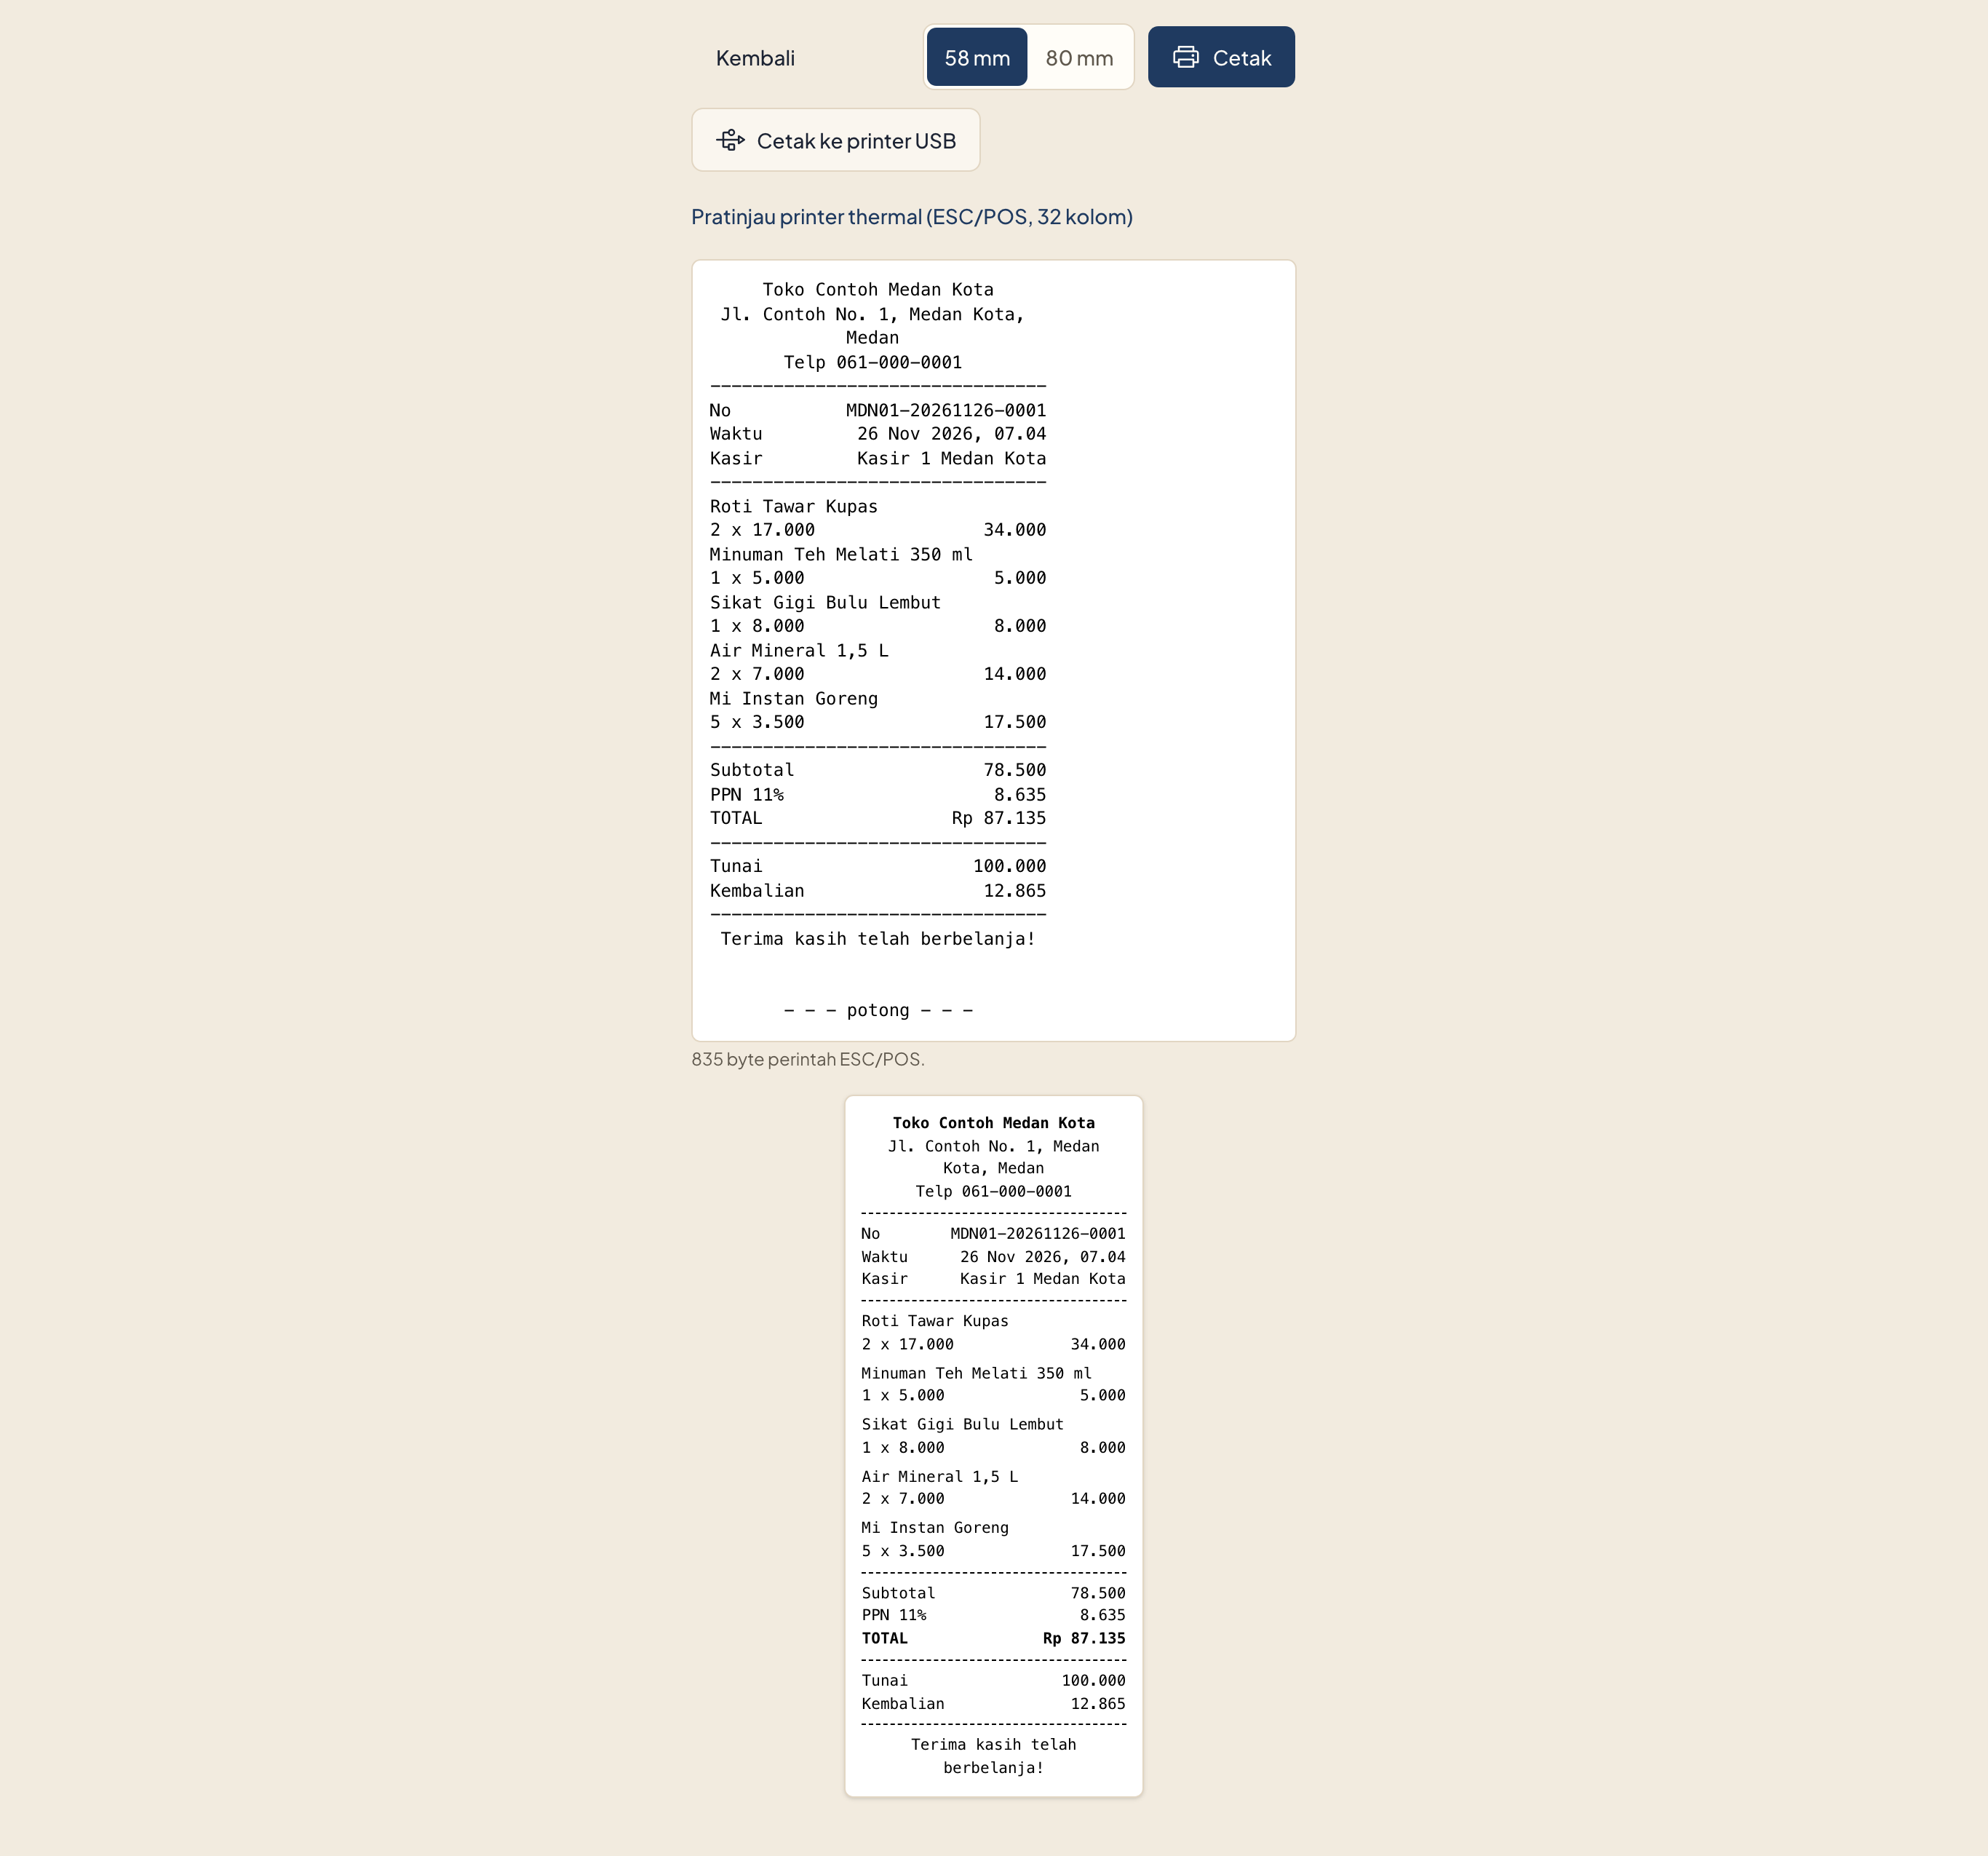 Kembali
58 mm
80 mm
Cetak
Cetak ke printer USB
Pratinjau printer thermal (ESC/POS, 32 kolom)
Toko Contoh Medan Kota
Jl. Contoh No. 1, Medan Kota,
Medan
Telp 061-000-0001
--------------------------------
No MDN01-20261126-0001
Waktu 26 Nov 2026, 07.04
Kasir Kasir 1 Medan Kota
--------------------------------
Roti Tawar Kupas
2 x 17.000 34.000
Minuman Teh Melati 350 ml
1 x 5.000 5.000
Sikat Gigi Bulu Lembut
1 x 8.000 8.000
Air Mineral 1,5 L
2 x 7.000 14.000
Mi Instan Goreng
5 x 3.500 17.500
--------------------------------
Subtotal 78.500
PPN 11% 8.635
TOTAL Rp 87.135
--------------------------------
Tunai 100.000
Kembalian 12.865
--------------------------------
Terima kasih telah berbelanja!
- - - potong - - -
835 byte perintah ESC/POS.
Toko Contoh Medan Kota
Jl. Contoh No. 1, Medan
Kota, Medan
Telp 061-000-0001
No MDN01-20261126-0001
Waktu 26 Nov 2026, 07.04
Kasir Kasir 1 Medan Kota
Roti Tawar Kupas
2 x 17.000 34.000
Minuman Teh Melati 350 ml
1 x 5.000 5.000
Sikat Gigi Bulu Lembut
1 x 8.000 8.000
Air Mineral 1,5 L
2 x 7.000 14.000
Mi Instan Goreng
5 x 3.500 17.500
Subtotal 78.500
PPN 11% 8.635
TOTAL Rp 87.135
Tunai 100.000
Kembalian 12.865
Terima kasih telah
berbelanja!